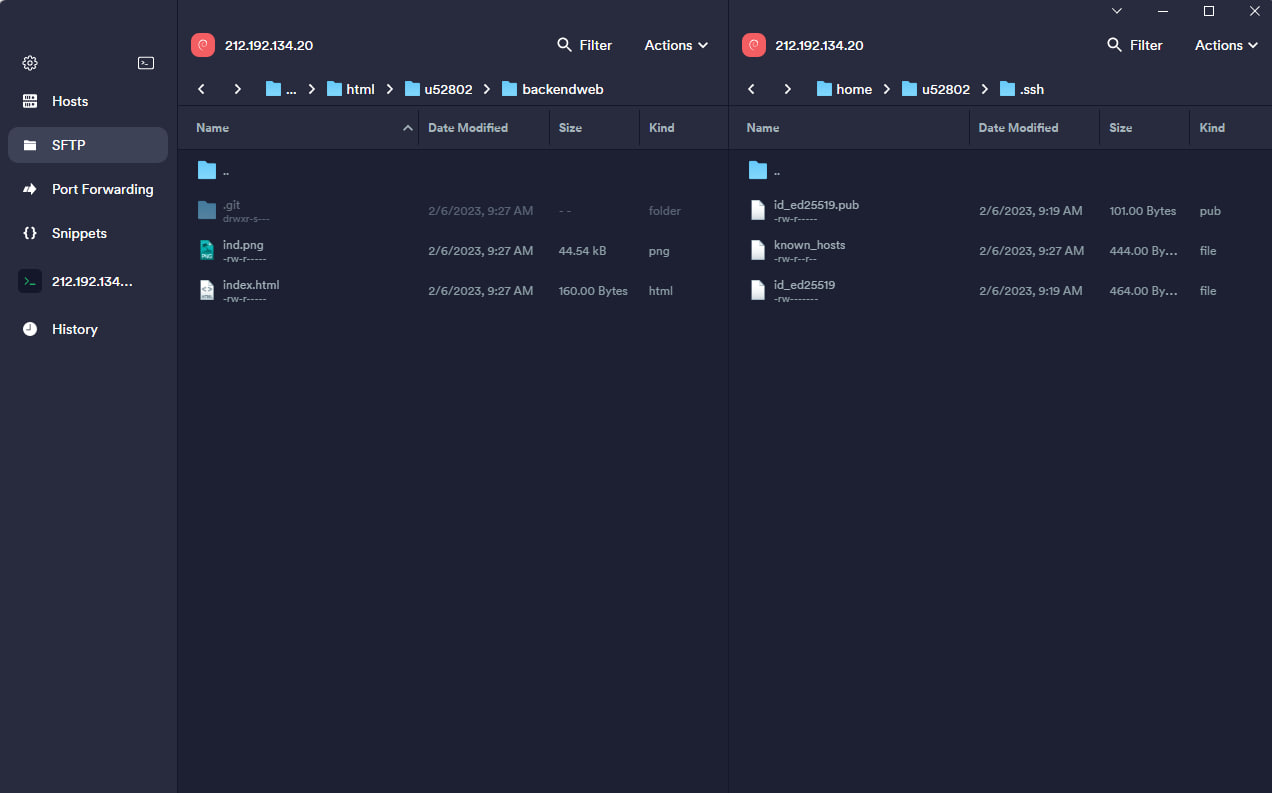 Hosts
SFTP
Port Forwarding
Snippets
212.192.134...
History
212.192.134.20
Filter
Actions
... html u52802 backendweb
Name Date Modified Size Kind
..
.git
drwxr-s---
2/6/2023, 9:27 AM - - folder
ind.png
-rw-r-----
2/6/2023, 9:27 AM 44.54 kB png
index.html
-rw-r-----
2/6/2023, 9:27 AM 160.00 Bytes html
212.192.134.20
Filter
Actions
home u52802 .ssh
Name Date Modified Size Kind
..
id_ed25519.pub
-rw-r-----
2/6/2023, 9:19 AM 101.00 Bytes pub
known_hosts
-rw-r--r--
2/6/2023, 9:27 AM 444.00 By... file
id_ed25519
-rw-------
2/6/2023, 9:19 AM 464.00 By... file